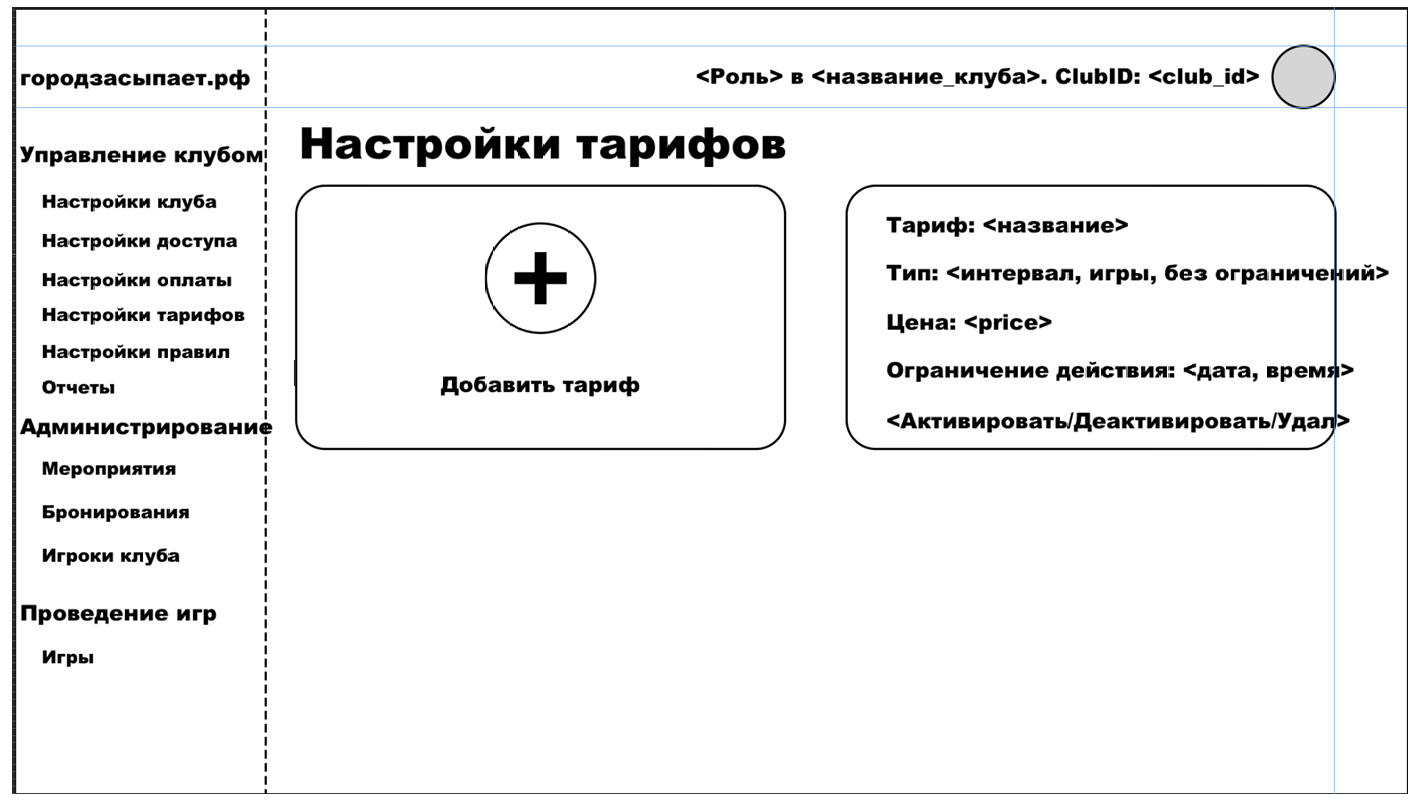 городзасыпает.рф
<Роль> в <название_клуба>. ClubID: <club_id>
Управление клубом
Настройки клуба
Настройки доступа
Настройки оплаты
Настройки тарифов
Настройки правил
Отчеты
Администрирование
Мероприятия
Бронирования
Игроки клуба
Проведение игр
Игры
Настройки тарифов
Добавить тариф
Тариф: <название>
Тип: <интервал, игры, без ограничений>
Цена: <price>
Ограничение действия: <дата, время>
<Активировать/Деактивировать/Удал>